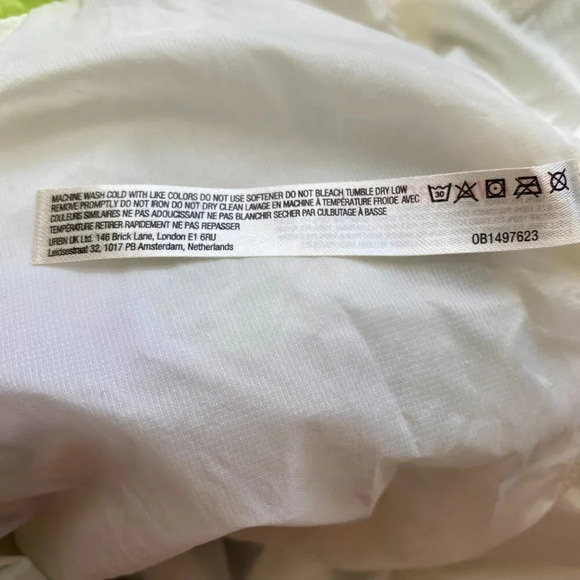 MACHINE WASH COLD WITH LIKE COLORS DO NOT USE SOFTENER DO NOT BLEACH TUMBLE DRY LOW
REMOVE PROMPTLY DO NOT IRON DO NOT DRY CLEAN LAVAGE EN MACHINE À TEMPÉRATURE FROIDE AVEC
COULEURS SIMILAIRES NE PAS ADOUCISSANT NE PAS BLANCHIR SECHER PAR CULBUTAGE À BASSE
TEMPÉRATURE RETIRER RAPIDEMENT NE PAS REPASSER
URBN UK Ltd. 146 Brick Lane, London E1 6RU
Leidsestraat 32, 1017 PB Amsterdam, Netherlands
30
0B1497623